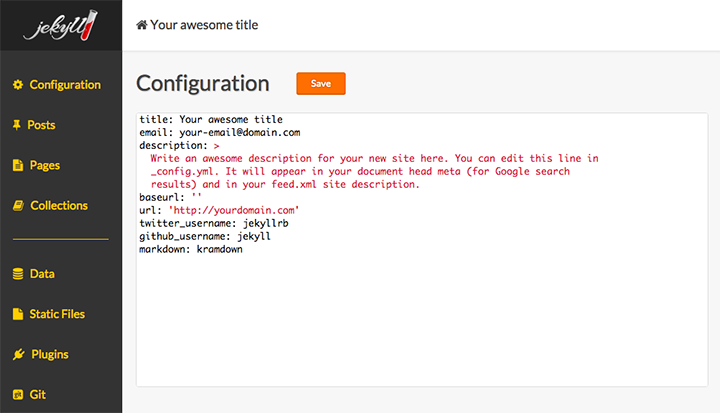 jekyll
Your awesome title
Configuration
Posts
Pages
Collections
Data
Static Files
Plugins
Git
Configuration
Save
title: Your awesome title
email: your-email@domain.com
description: >
  Write an awesome description for your new site here. You can edit this line in
  _config.yml. It will appear in your document head meta (for Google search
  results) and in your feed.xml site description.
baseurl: ''
url: 'http://yourdomain.com'
twitter_username: jekyllrb
github_username: jekyll
markdown: kramdown